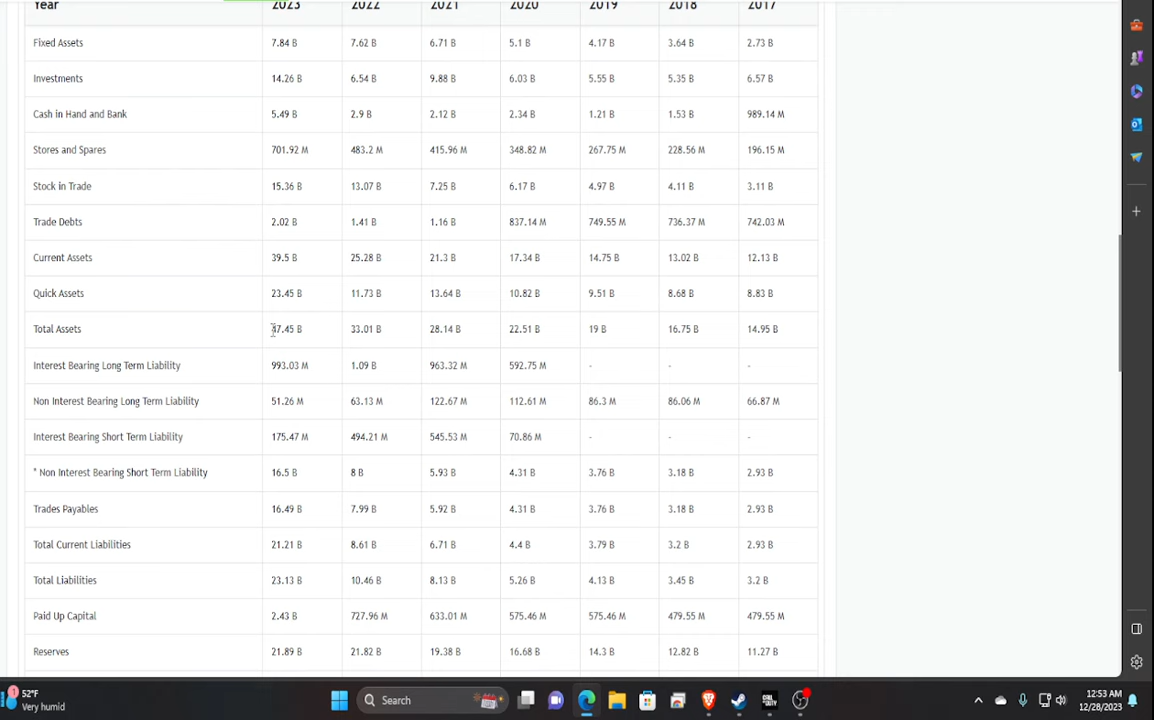 Year 2023 2022 2021 2020 2019 2018 2017
Fixed Assets 7.84 B 7.62 B 6.71 B 5.1 B 4.17 B 3.64 B 2.73 B
Investments 14.26 B 6.54 B 9.88 B 6.03 B 5.55 B 5.35 B 6.57 B
Cash in Hand and Bank 5.49 B 2.9 B 2.12 B 2.34 B 1.21 B 1.53 B 989.14 M
Stores and Spares 701.92 M 483.2 M 415.96 M 348.82 M 267.75 M 228.56 M 196.15 M
Stock in Trade 15.36 B 13.07 B 7.25 B 6.17 B 4.97 B 4.11 B 3.11 B
Trade Debts 2.02 B 1.41 B 1.16 B 837.14 M 749.55 M 736.37 M 742.03 M
Current Assets 39.5 B 25.28 B 21.3 B 17.34 B 14.75 B 13.02 B 12.13 B
Quick Assets 23.45 B 11.73 B 13.64 B 10.82 B 9.51 B 8.68 B 8.83 B
Total Assets 47.45 B 33.01 B 28.14 B 22.51 B 19 B 16.75 B 14.95 B
Interest Bearing Long Term Liability 993.03 M 1.09 B 963.32 M 592.75 M - - -
Non Interest Bearing Long Term Liability 51.26 M 63.13 M 122.67 M 112.61 M 86.3 M 86.06 M 66.87 M
Interest Bearing Short Term Liability 175.47 M 494.21 M 545.53 M 70.86 M - - -
* Non Interest Bearing Short Term Liability 16.5 B 8 B 5.93 B 4.31 B 3.76 B 3.18 B 2.93 B
Trades Payables 16.49 B 7.99 B 5.92 B 4.31 B 3.76 B 3.18 B 2.93 B
Total Current Liabilities 21.21 B 8.61 B 6.71 B 4.4 B 3.79 B 3.2 B 2.93 B
Total Liabilities 23.13 B 10.46 B 8.13 B 5.26 B 4.13 B 3.45 B 3.2 B
Paid Up Capital 2.43 B 727.96 M 633.01 M 575.46 M 575.46 M 479.55 M 479.55 M
Reserves 21.89 B 21.82 B 19.38 B 16.68 B 14.3 B 12.82 B 11.27 B
1
52°F
Very humid
Search
12:53 AM
12/28/2023